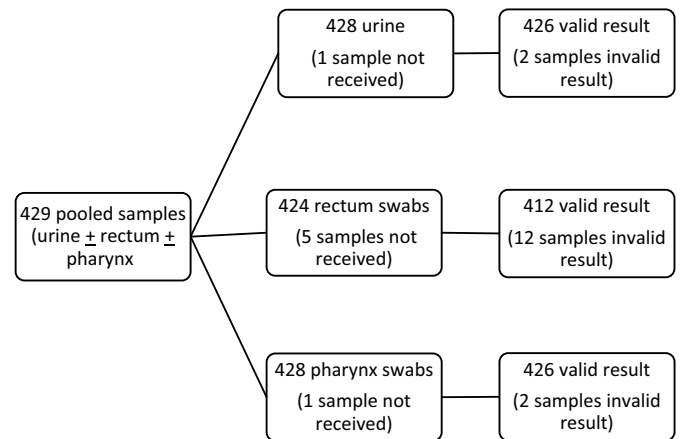 428 urine
(1 sample not
received)
426 valid result
(2 samples invalid
result)
429 pooled samples
(urine + rectum +
pharynx
424 rectum swabs
(5 samples not
received)
412 valid result
(12 samples invalid
result)
428 pharynx swabs
(1 sample not
received)
426 valid result
(2 samples invalid
result)